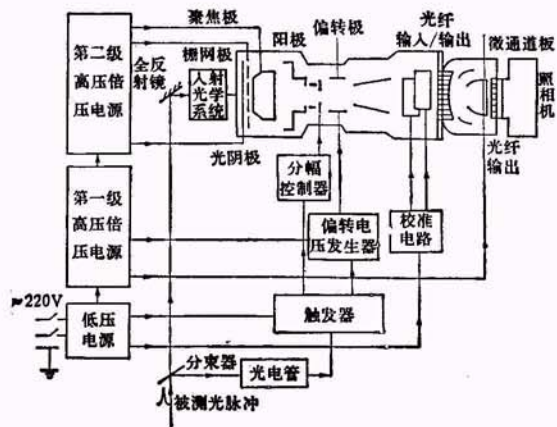 聚焦极
栅网极
阳极
偏转极
光纤
输入/输出
微通道板
第二级
高压倍
压电源
全反
射镜
入射
光学
系统
照
相
机
光阴极
光纤
输出
分幅
控制器
第一级
高压倍
压电源
偏转电
压发生器
校准
电路
≈220V
低压
电源
触发器
分束器
光电管
被测光脉冲